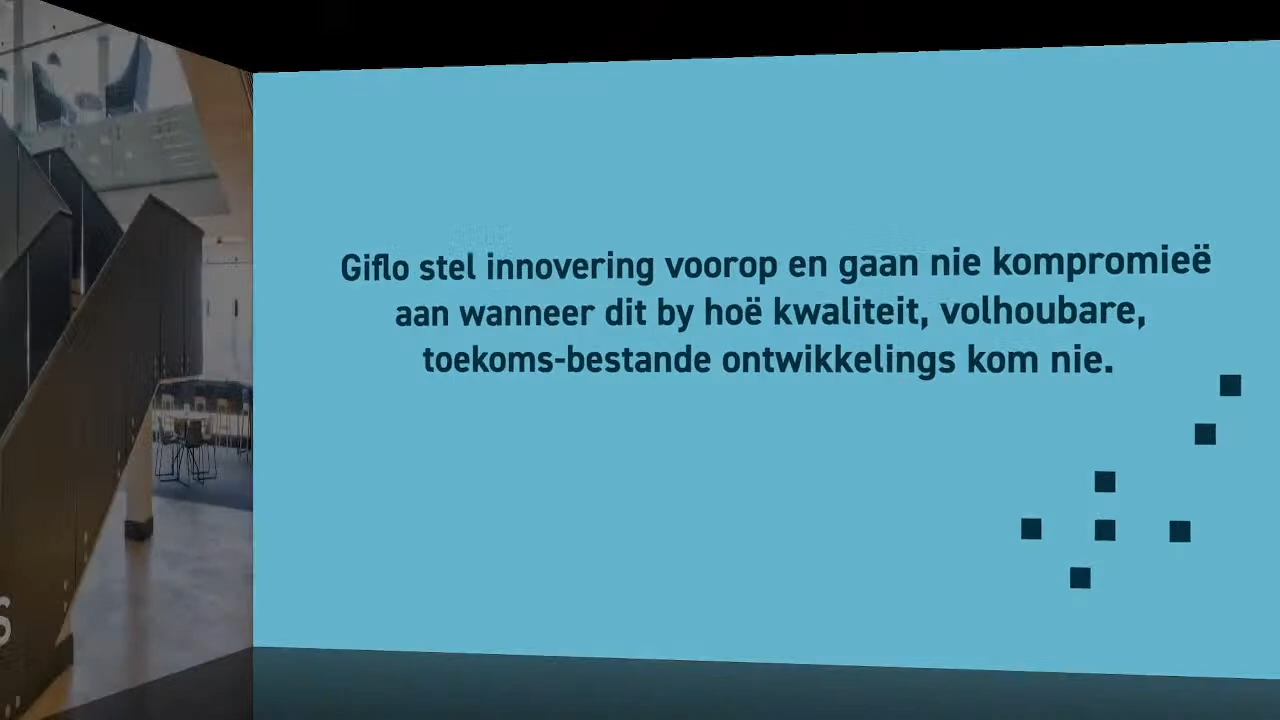 Giflo stel innovering voorop en gaan nie kompromieë
aan wanneer dit by hoë kwaliteit, volhoubare,
toekoms-bestande ontwikkelings kom nie.